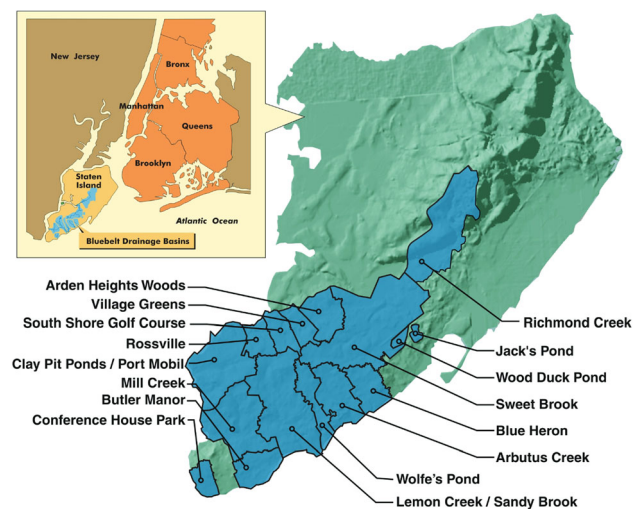 New Jersey
Bronx
Manhattan
Queens
Brooklyn
Staten
Island
Atlantic Ocean
Bluebelt Drainage Basins
Arden Heights Woods
Village Greens
South Shore Golf Course
Rossville
Clay Pit Ponds / Port Mobil
Mill Creek
Butler Manor
Conference House Park
Richmond Creek
Jack's Pond
Wood Duck Pond
Sweet Brook
Blue Heron
Arbutus Creek
Wolfe's Pond
Lemon Creek / Sandy Brook